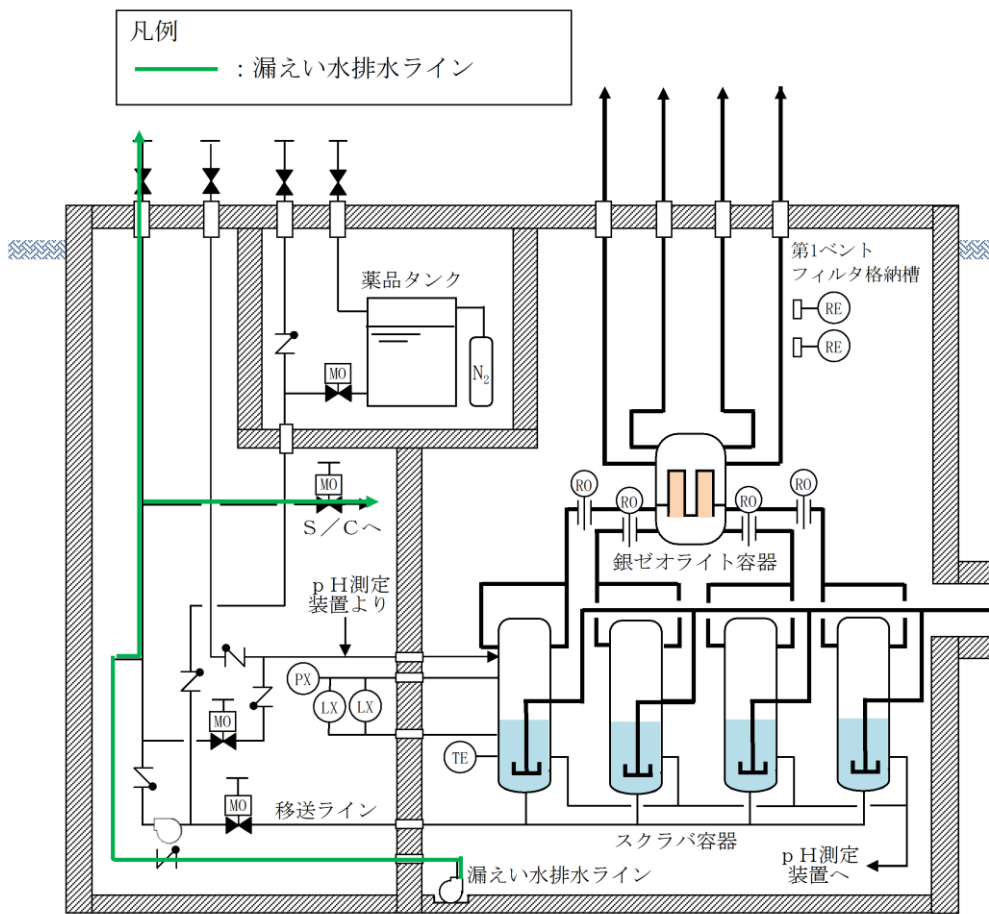 凡例
：漏えい水排水ライン
第1ベント
フィルタ格納槽
RE
RE
薬品タンク
MO
N₂
MO
S／Cへ
RO
RO
RO
RO
銀ゼオライト容器
ｐＨ測定
装置より
PX
LX
LX
MO
TE
MO
移送ライン
スクラバ容器
漏えい水排水ライン
ｐＨ測定
装置へ